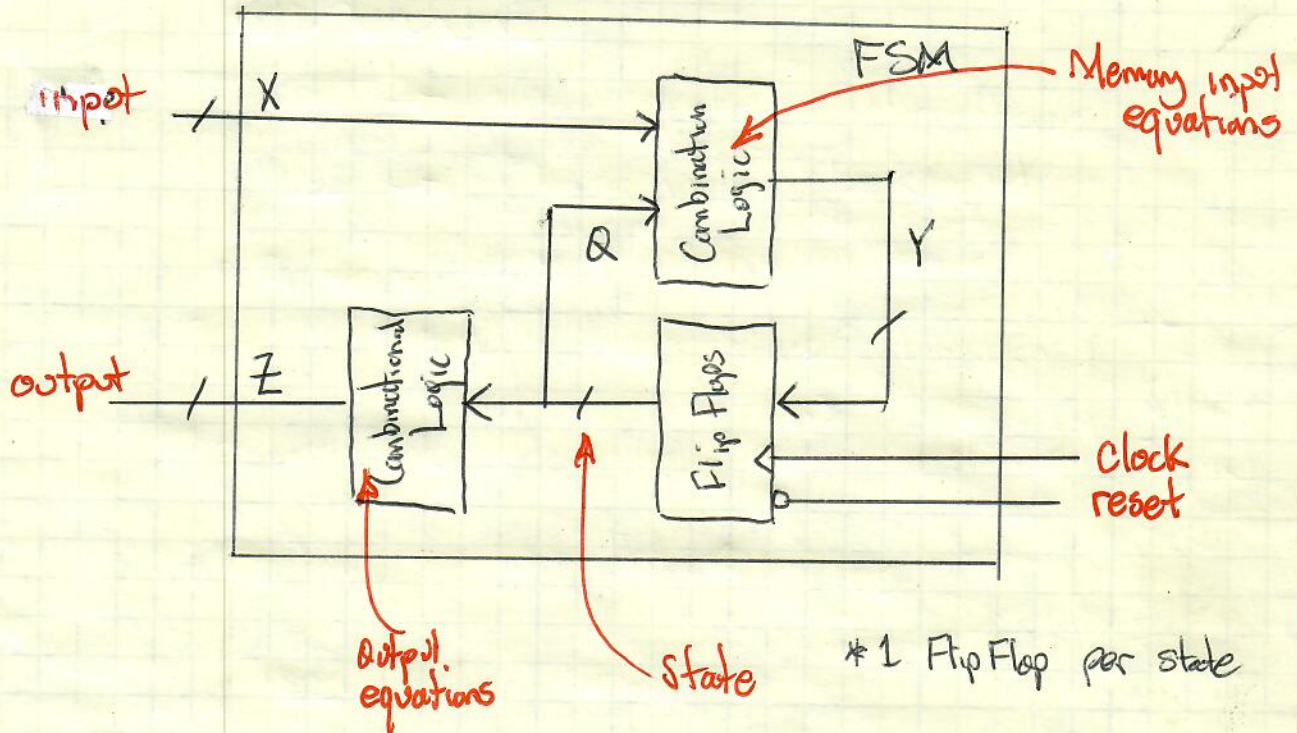 FSM
Memory input
equations
input
X
Combination
Logic
Q
Y
output
Z
Combinational
Logic
Flip Flops
Clock
reset
Output
equations
State
* 1 Flip Flop per state